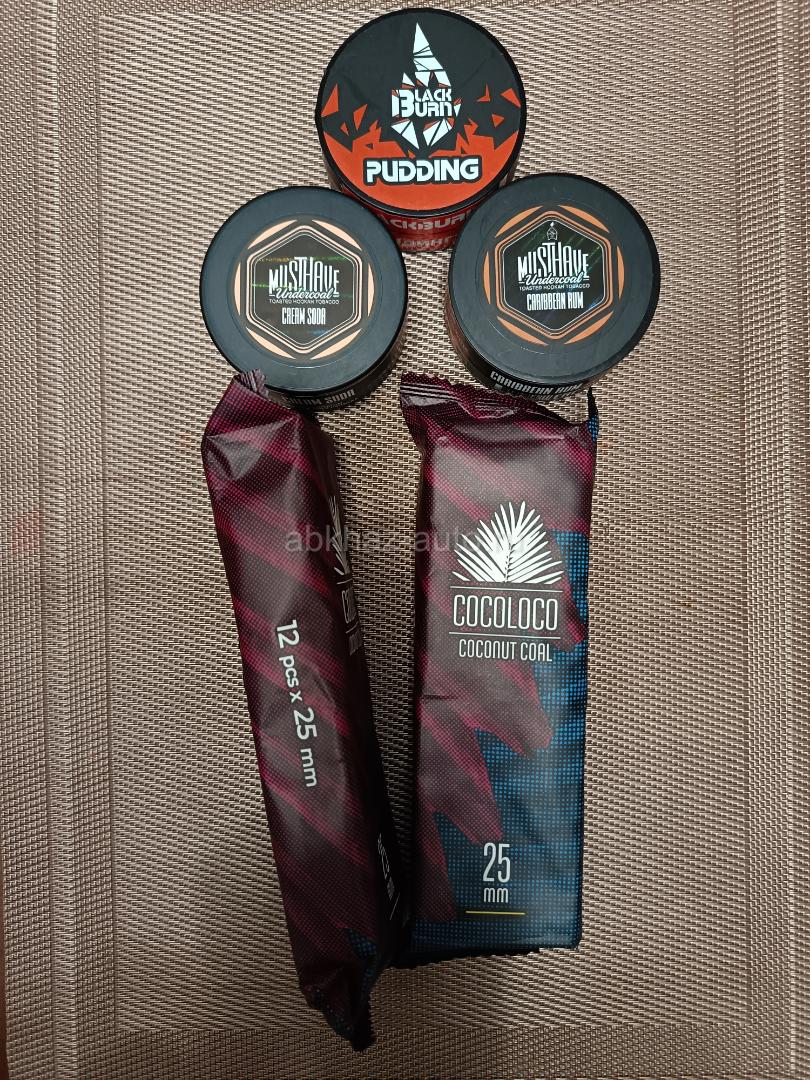 BLACK
BURN
PUDDING
MUSTHAVE
Undercoal
TOASTED HOOKAH TOBACCO
CREAM SODA
MUSTHAVE
Undercoal
TOASTED HOOKAH TOBACCO
CARIBBEAN RUM
CARIBBEAN RUM
COCOLOCO
COCONUT COAL
25
mm
12 pcs x 25 mm